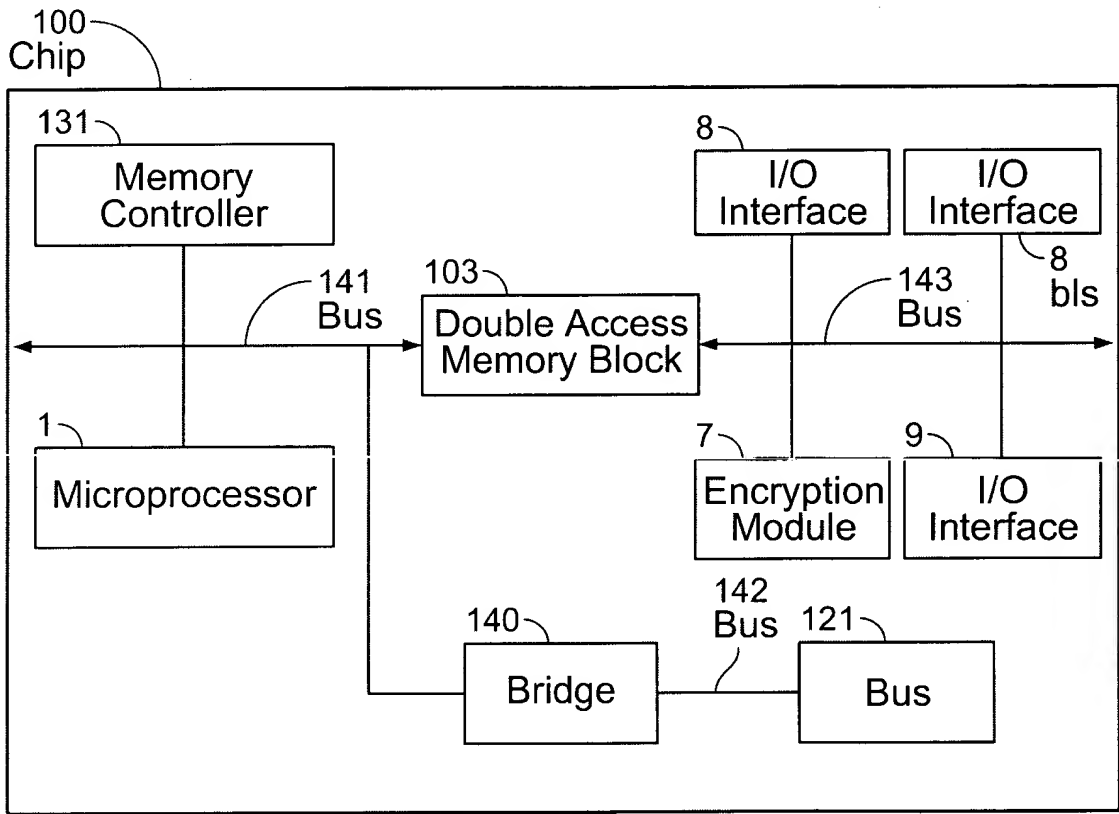 100
Chip
131
Memory
Controller
8
I/O
Interface
I/O
Interface
8
bls
141
Bus
103
Double Access
Memory Block
143
Bus
1
Microprocessor
7
Encryption
Module
9
I/O
Interface
140
Bridge
142
Bus
121
Bus